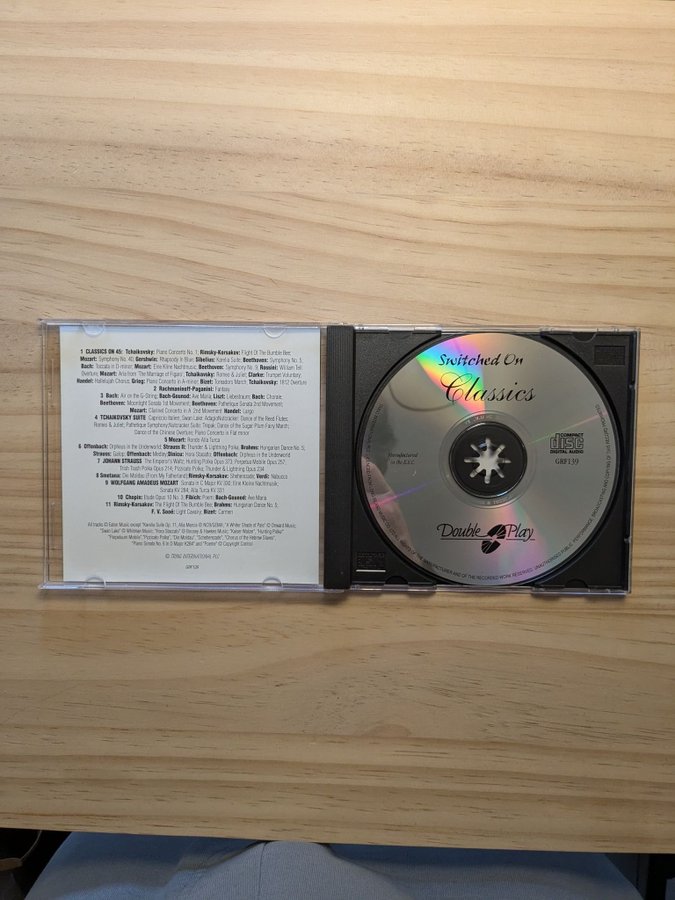 1 CLASSICS ON 45: Tchaikovsky: Piano Concerto No. 1; Rimsky-Korsakov: Flight Of The Bumble Bee;
Mozart: Symphony No. 40; Gershwin: Rhapsody In Blue; Sibelius: Karelia Suite; Beethoven: Symphony No. 5;
Bach: Toccata In D-minor; Mozart: Eine Kleine Nachtmusic; Beethoven: Symphony No. 9; Rossini: William Tell
Overture; Mozart: Aria from 'The Marriage of Figaro'; Tchaikovsky: Romeo & Juliet; Clarke: Trumpet Voluntary;
Handel: Hallelujah Chorus; Grieg: Piano Concerto in A-minor; Bizet: Toreadors March; Tchaikovsky: 1812 Overture
2 Rachmaninoff-Paganini: Fantasy
3 Bach: Air on the G-String; Bach-Gounod: Ave Maria; Liszt: Liebestraum; Bach: Chorale;
Beethoven: Moonlight Sonata 1st Movement; Beethoven: Pathetique Sonata 2nd Movement;
Mozart: Clarinet Concerto in A 2nd Movement; Handel: Largo
4 TCHAIKOVSKY SUITE Capriccio Italien; Swan Lake; Dance of the Reed Flutes;
Romeo & Juliet; Pathetique Symphony/Nutcracker Suite; Trepak; Dance of the Sugar Plum Fairy; March;
Dance of the Chinese; Overture; Piano Concerto in B flat minor
5 Mozart: Rondo Alla Turca
6 Offenbach: Orpheus in the Underworld; Strauss II: Thunder & Lightning Polka; Brahms: Hungarian Dance No. 5;
Strauss: Galop; Offenbach: Medley; Dinicu: Hora Staccato; Offenbach: Orpheus in the Underworld
7 JOHANN STRAUSS The Emperor's Waltz; Hunting Polka Opus 373; Perpetuum Mobile Opus 257;
Trish Trash Polka 214; Pizzicato Polka; Thunder & Lightning Opus 234
8 Smetana: Die Moldau (From My Fatherland); Rimsky-Korsakov: Sheherezade; Verdi: Nabucco
9 WOLFGANG AMADEUS MOZART Sonata in C Major KV 300; Eine Kleine Nachtmusik;
Sonata KV 284; Alla Turca KV 331
10 Chopin: Etude Opus 10 No. 3; Fibich: Poem; Bach-Gounod: Ave Maria
11 Rimsky-Korsakov: The Flight Of The Bumble Bee; Brahms: Hungarian Dance No. 5;
F. V. Suppé: Light Cavalry; Bizet: Carmen
© TRING INTERNATIONAL PLC
GRF139
Switched On
Classics
Manufactured
in the E.E.C.
COMPACT
disc
DIGITAL AUDIO
GRF139
Double Play